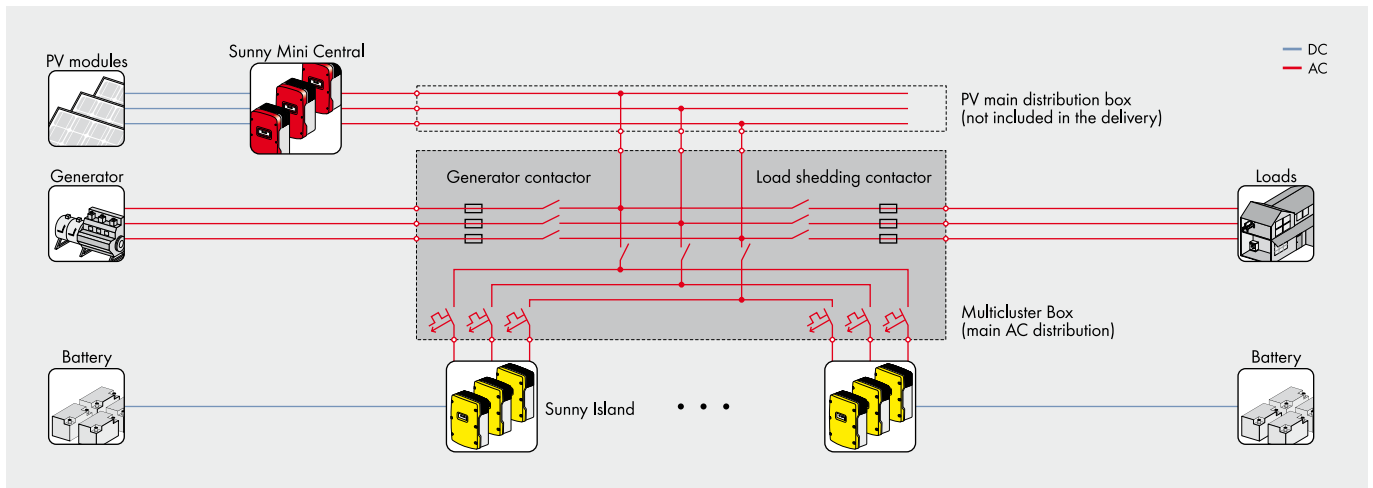 PV modules
Sunny Mini Central
DC
AC
PV main distribution box
(not included in the delivery)
Generator
Generator contactor
Load shedding contactor
Loads
Multicluster Box
(main AC distribution)
Battery
Sunny Island
• • •
Battery